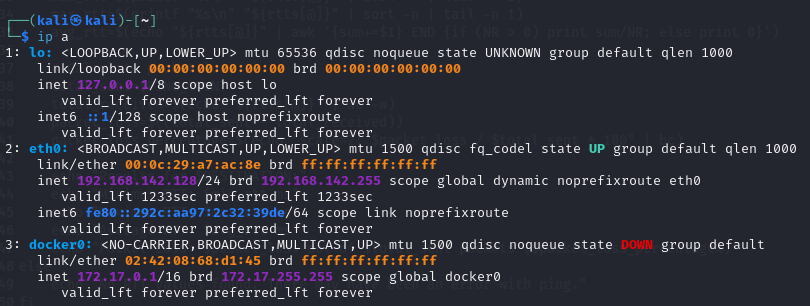 ┌──(kali㉿kali)-[~]
└─$ ip a
1: lo: <LOOPBACK,UP,LOWER_UP> mtu 65536 qdisc noqueue state UNKNOWN group default qlen 1000
    link/loopback 00:00:00:00:00:00 brd 00:00:00:00:00:00
    inet 127.0.0.1/8 scope host lo
       valid_lft forever preferred_lft forever
    inet6 ::1/128 scope host noprefixroute
       valid_lft forever preferred_lft forever
2: eth0: <BROADCAST,MULTICAST,UP,LOWER_UP> mtu 1500 qdisc fq_codel state UP group default qlen 1000
    link/ether 00:0c:29:a7:ac:8e brd ff:ff:ff:ff:ff:ff
    inet 192.168.142.128/24 brd 192.168.142.255 scope global dynamic noprefixroute eth0
       valid_lft 1233sec preferred_lft 1233sec
    inet6 fe80::292c:aa97:2c32:39de/64 scope link noprefixroute
       valid_lft forever preferred_lft forever
3: docker0: <NO-CARRIER,BROADCAST,MULTICAST,UP> mtu 1500 qdisc noqueue state DOWN group default
    link/ether 02:42:08:68:d1:45 brd ff:ff:ff:ff:ff:ff
    inet 172.17.0.1/16 brd 172.17.255.255 scope global docker0
       valid_lft forever preferred_lft forever